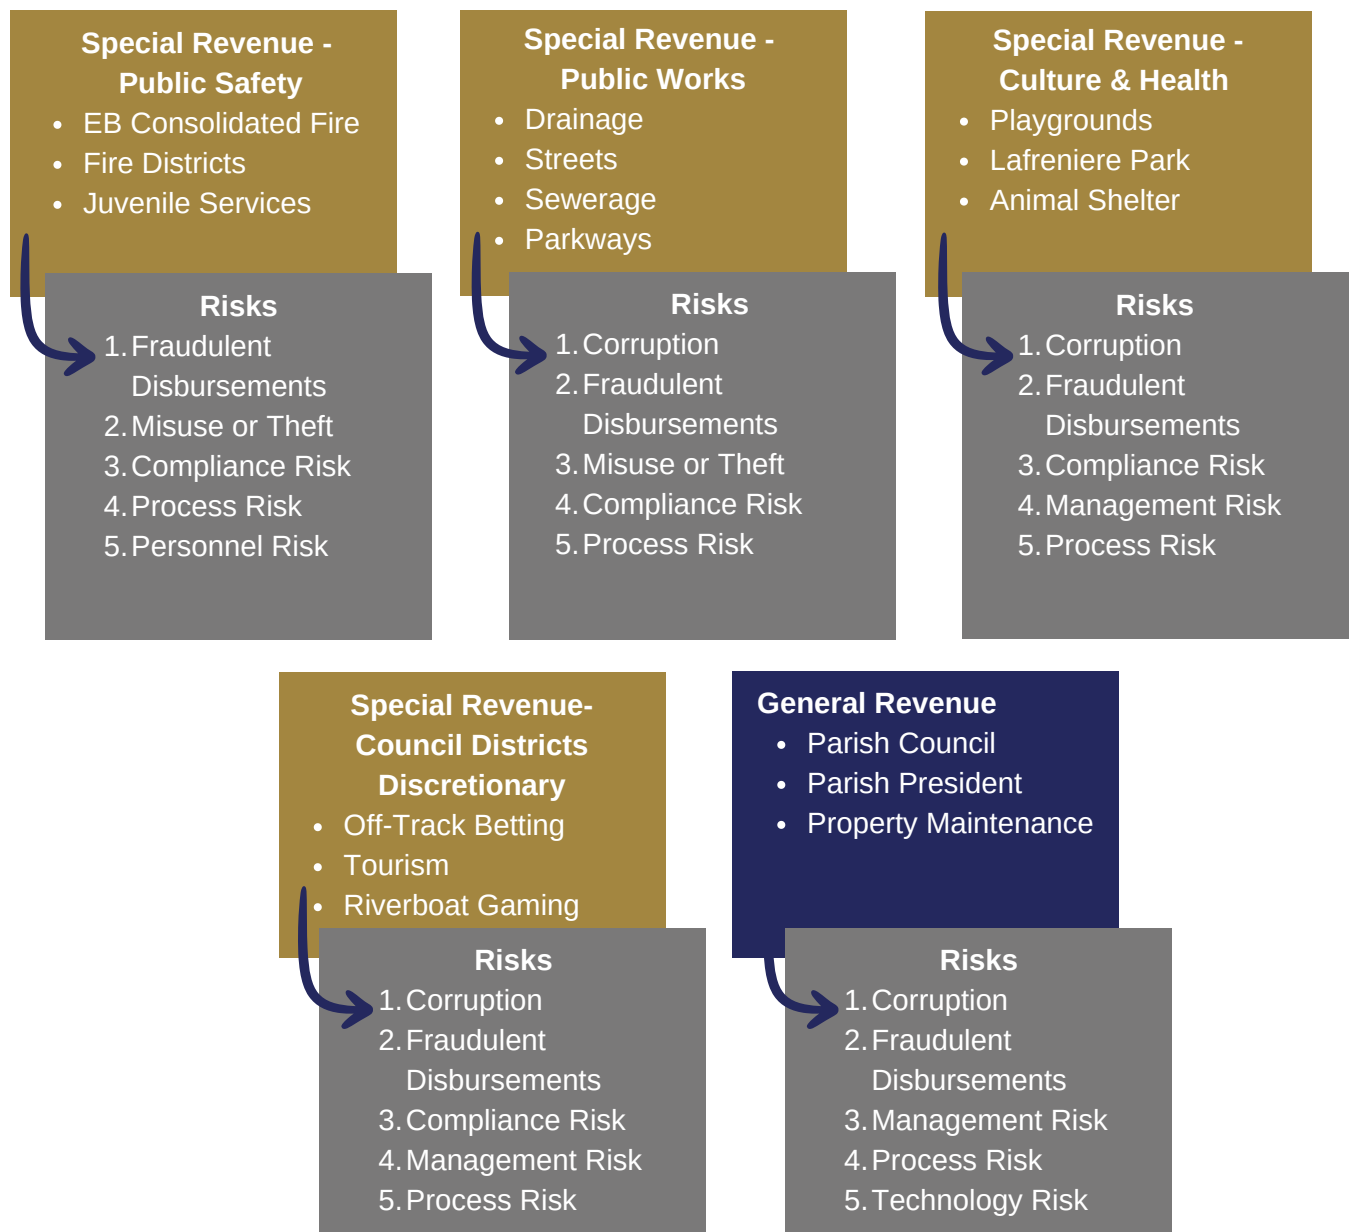 Special Revenue -
Public Safety
• EB Consolidated Fire
• Fire Districts
• Juvenile Services
Risks
1. Fraudulent
Disbursements
2. Misuse or Theft
3. Compliance Risk
4. Process Risk
5. Personnel Risk
Special Revenue -
Public Works
• Drainage
• Streets
• Sewerage
• Parkways
Risks
1. Corruption
2. Fraudulent
Disbursements
3. Misuse or Theft
4. Compliance Risk
5. Process Risk
Special Revenue -
Culture & Health
• Playgrounds
• Lafreniere Park
• Animal Shelter
Risks
1. Corruption
2. Fraudulent
Disbursements
3. Compliance Risk
4. Management Risk
5. Process Risk
Special Revenue-
Council Districts
Discretionary
• Off-Track Betting
• Tourism
• Riverboat Gaming
Risks
1. Corruption
2. Fraudulent
Disbursements
3. Compliance Risk
4. Management Risk
5. Process Risk
General Revenue
• Parish Council
• Parish President
• Property Maintenance
Risks
1. Corruption
2. Fraudulent
Disbursements
3. Management Risk
4. Process Risk
5. Technology Risk